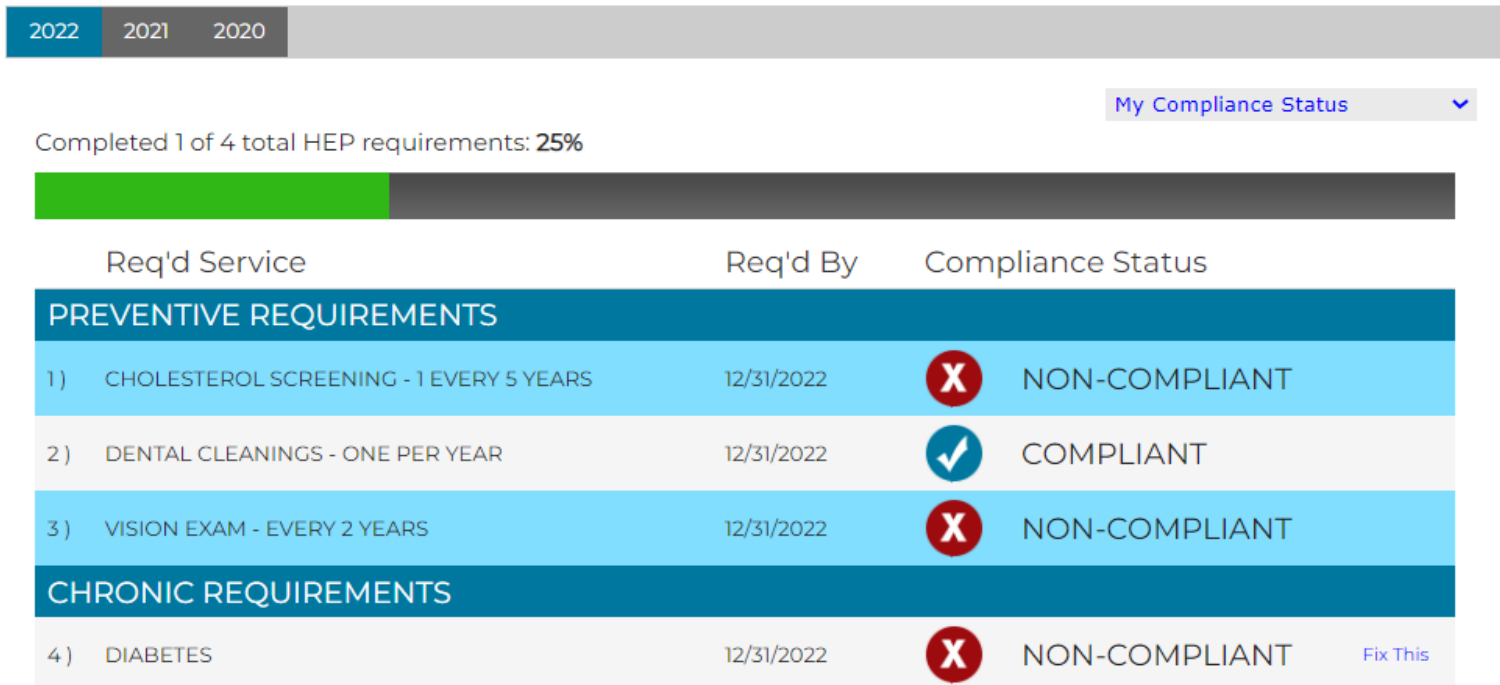 2022 2021 2020
My Compliance Status
Completed 1 of 4 total HEP requirements: 25%
Req'd Service Req'd By Compliance Status
PREVENTIVE REQUIREMENTS
1 ) CHOLESTEROL SCREENING - 1 EVERY 5 YEARS 12/31/2022 X NON-COMPLIANT
2 ) DENTAL CLEANINGS - ONE PER YEAR 12/31/2022 COMPLIANT
3 ) VISION EXAM - EVERY 2 YEARS 12/31/2022 X NON-COMPLIANT
CHRONIC REQUIREMENTS
4 ) DIABETES 12/31/2022 X NON-COMPLIANT Fix This